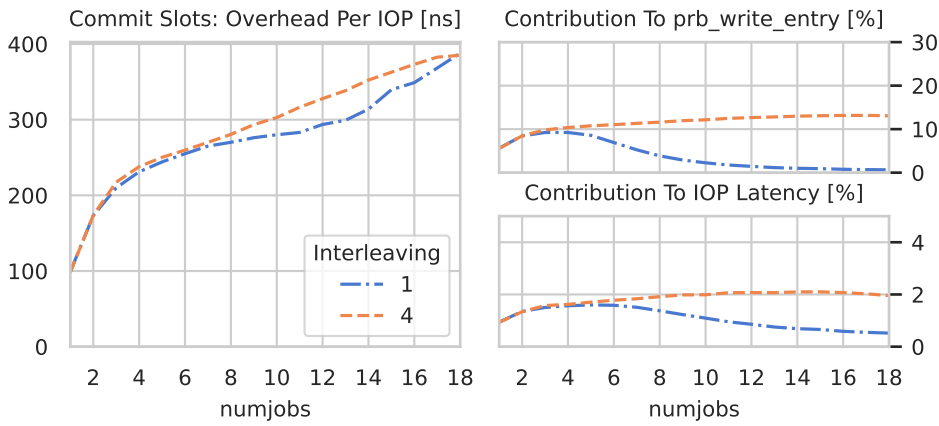 Commit Slots: Overhead Per IOP [ns]
400
300
200
100
0
Interleaving
1
4
2 4 6 8 10 12 14 16 18
numjobs
Contribution To prb_write_entry [%]
30
20
10
0
Contribution To IOP Latency [%]
4
2
0
2 4 6 8 10 12 14 16 18
numjobs